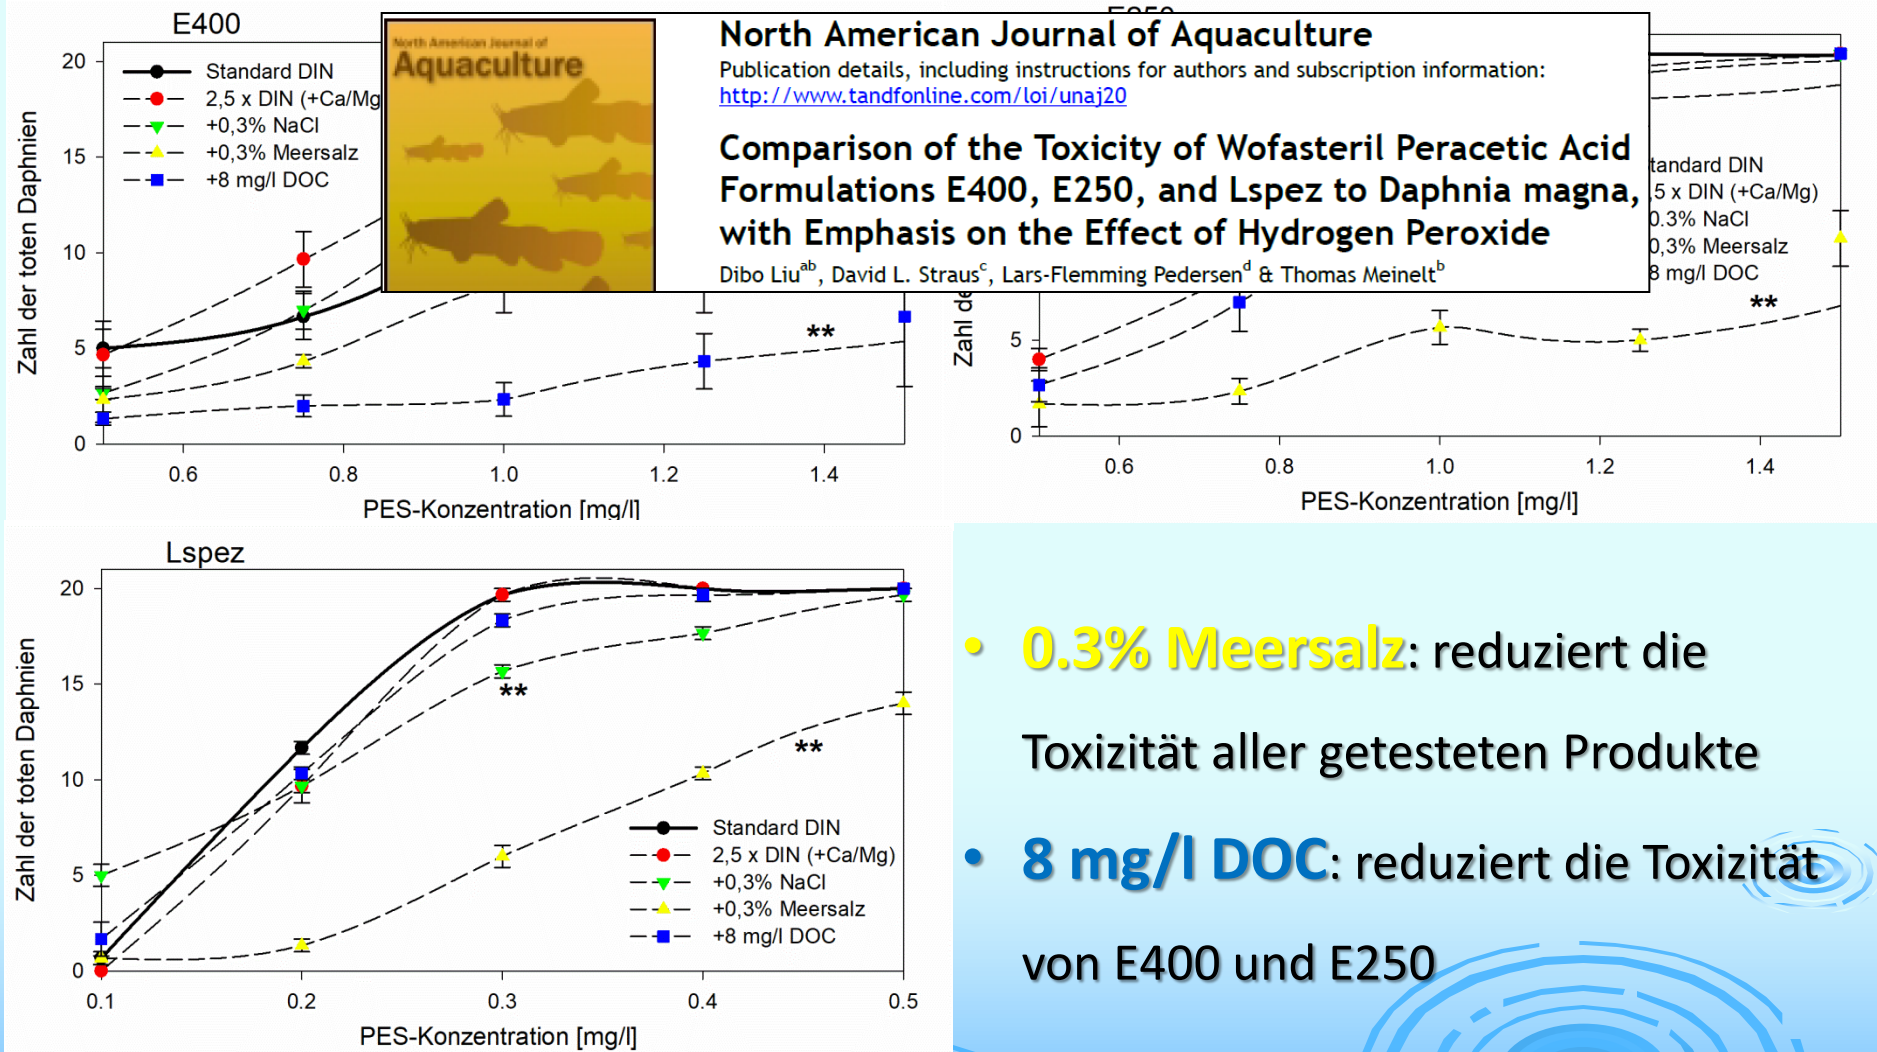 E400
20
15
10
5
0
Zahl der toten Daphnien
Standard DIN
2,5 x DIN (+Ca/Mg
+0,3% NaCl
+0,3% Meersalz
+8 mg/l DOC
**
0.6 0.8 1.0 1.2 1.4
PES-Konzentration [mg/l]
North American Journal of
Aquaculture
North American Journal of Aquaculture
Publication details, including instructions for authors and subscription information:
http://www.tandfonline.com/loi/unaj20
Comparison of the Toxicity of Wofasteril Peracetic Acid
Formulations E400, E250, and Lspez to Daphnia magna,
with Emphasis on the Effect of Hydrogen Peroxide
Dibo Liuab, David L. Strausc, Lars-Flemming Pedersend & Thomas Meineltb
E250
tandard DIN
,5 x DIN (+Ca/Mg)
0.3% NaCl
0,3% Meersalz
8 mg/l DOC
**
5
0
Zahl de
0.6 0.8 1.0 1.2 1.4
PES-Konzentration [mg/l]
Lspez
20
15
10
5
0
Zahl der toten Daphnien
**
**
Standard DIN
2,5 x DIN (+Ca/Mg)
+0,3% NaCl
+0,3% Meersalz
+8 mg/l DOC
0.1 0.2 0.3 0.4 0.5
PES-Konzentration [mg/l]
• 0.3% Meersalz: reduziert die
Toxizität aller getesteten Produkte
• 8 mg/l DOC: reduziert die Toxizität
von E400 und E250